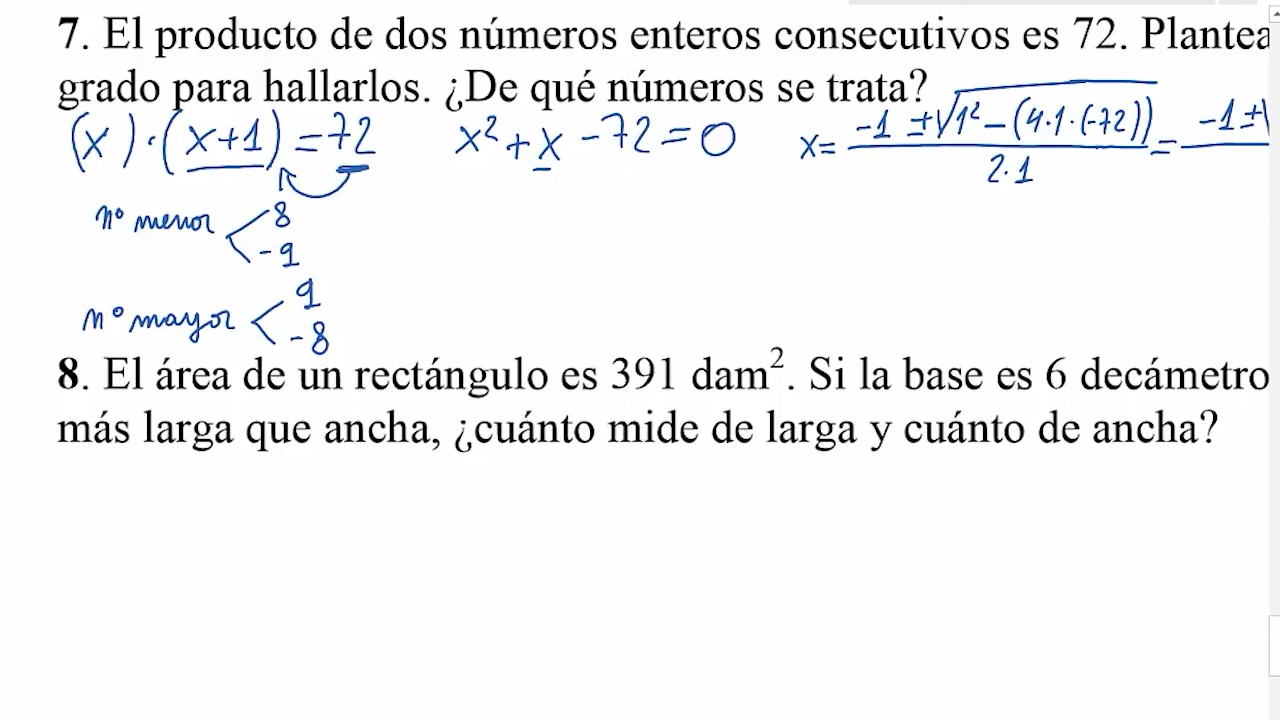 7. El producto de dos números enteros consecutivos es 72. Plantea
grado para hallarlos. ¿De qué números se trata?
(x)·(x+1)=72 x²+x-72=0 x= -1 ±√1²-(4·1·(-72)) / 2·1 = -1±√
nº menor < 8
-9
nº mayor < 9
-8
8. El área de un rectángulo es 391 dam². Si la base es 6 decámetro
más larga que ancha, ¿cuánto mide de larga y cuánto de ancha?